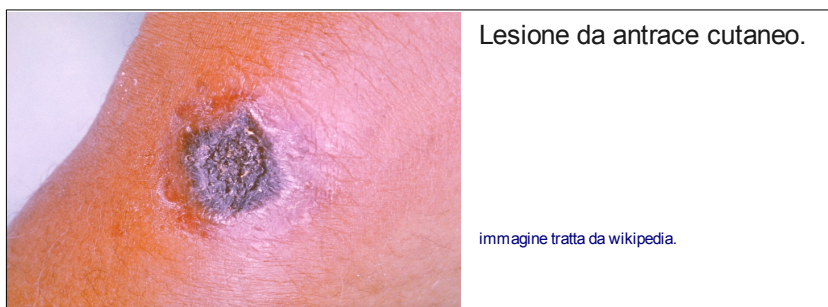 Lesione da antrace cutaneo.
immagine tratta da wikipedia.